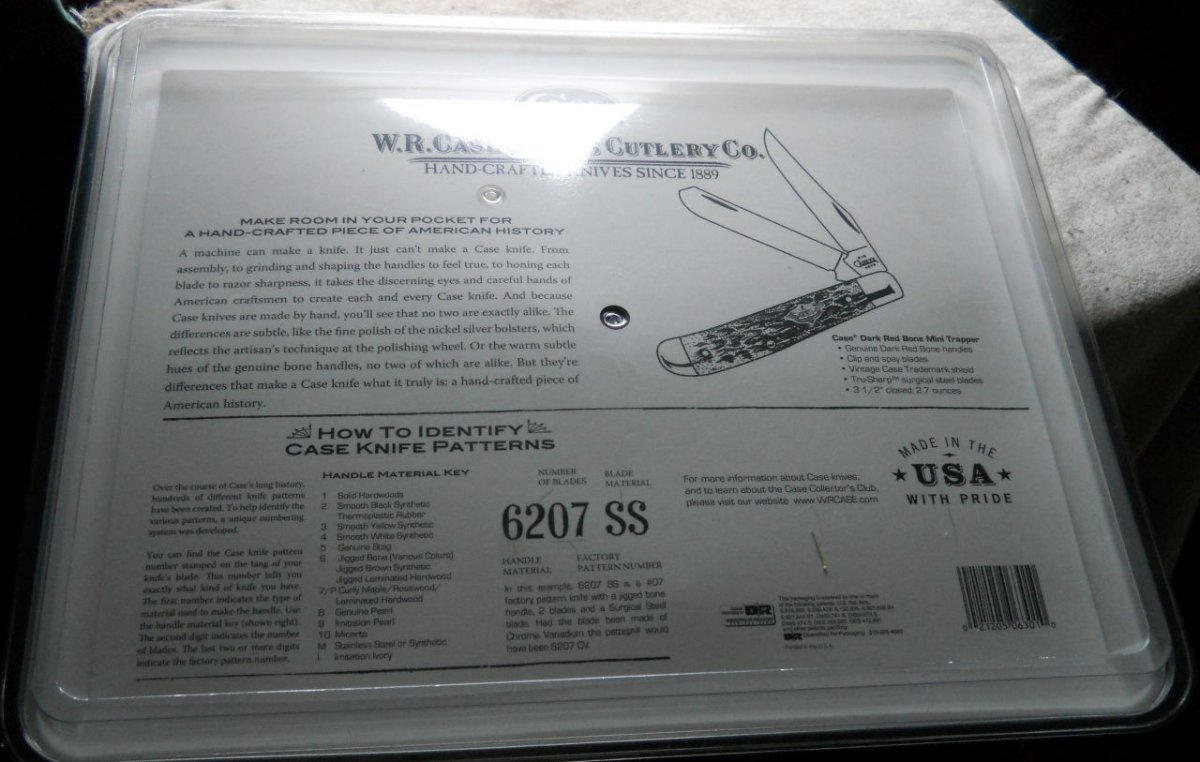 W.R. CAS CUTLERY CO.
HAND-CRAFTE KNIVES SINCE 1889
MAKE ROOM IN YOUR POCKET FOR
A HAND-CRAFTED PIECE OF AMERICAN HISTORY
A machine can make a knife. It just can't make a Case knife. From
assembly, to grinding and shaping the handles to feel true, to honing each
blade to razor sharpness, it takes the discerning eyes and careful hands of
American craftsmen to create each and every Case knife. And because
Case knives are made by hand, you'll see that no two are exactly alike. The
differences are subtle, like the fine polish of the nickel silver bolsters, which
reflects the artisan's technique at the polishing wheel. Or the warm subtle
hues of the genuine bone handles, no two of which are alike. But they're
differences that make a Case knife what it truly is: a hand-crafted piece of
American history.
Case® Dark Red Bone Mini Trapper
• Genuine Dark Red Bone handles
• Clip and spey blades
• Vintage Case Trademark shield
• Tru-Sharp™ surgical steel blades
• 3 1/2" closed; 2.7 ounces
HOW TO IDENTIFY
CASE KNIFE PATTERNS
Over the course of Case's long history,
hundreds of different knife patterns
have been created. To help identify the
various patterns, a unique numbering
system was developed.
You can find the Case knife pattern
number stamped on the tang of your
knife's blade. This number tells you
exactly what kind of knife you have.
The first number indicates the type of
material used to make the handle. Use
the handle material key (shown right).
The second digit indicates the number
of blades. The last two or more digits
indicate the factory pattern number.
HANDLE MATERIAL KEY
1 Solid Hardwoods
2 Smooth Black Synthetic
Thermoplastic Rubber
3 Smooth Yellow Synthetic
4 Smooth White Synthetic
5 Genuine Stag
6 Jigged Bone (Various Colors)
Jigged Brown Synthetic
Jigged Laminated Hardwood
7/P Curly Maple/Rosewood/
Laminated Hardwood
8 Genuine Pearl
9 Imitation Pearl
10 Micarta
M Stainless Steel or Synthetic
I Imitation Ivory
NUMBER
OF BLADES
BLADE
MATERIAL
6207 SS
HANDLE
MATERIAL
FACTORY
PATTERN NUMBER
In this example, 6207 SS is a #07
factory pattern knife with a jigged bone
handle, 2 blades and a Surgical Steel
blade. Had the blade been made of
Chrome Vanadium the pattern# would
have been 6207 CV.
For more information about Case knives,
and to learn about the Case Collector's Club,
please visit our website www.WRCASE.com
MADE IN THE
USA
WITH PRIDE
Printed in the U.S.A.